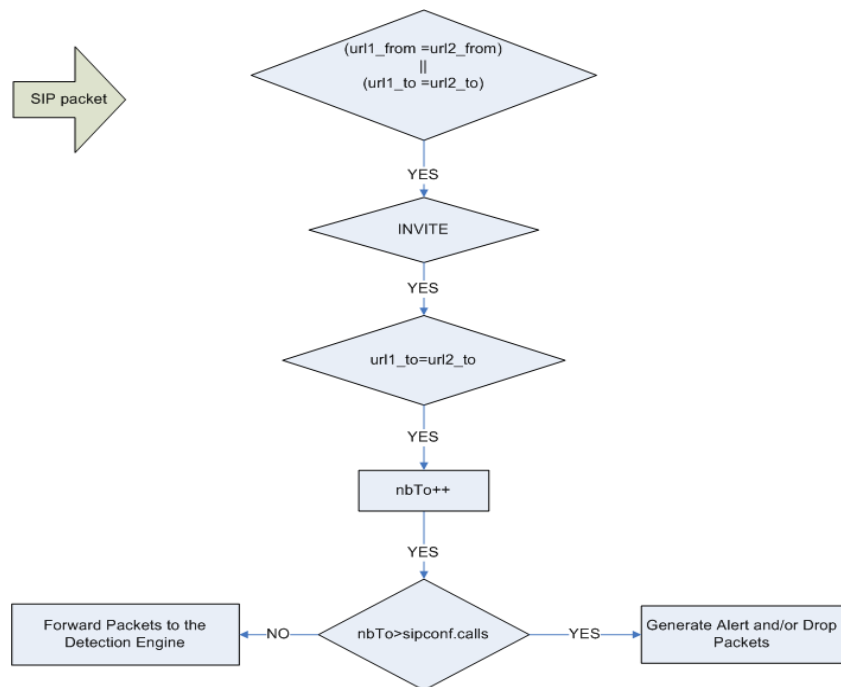 (url1_from =url2_from)
||
(url1_to =url2_to)
SIP packet
YES
INVITE
YES
url1_to=url2_to
YES
nbTo++
YES
Forward Packets to the
Detection Engine
NO
nbTo>sipconf.calls
YES
Generate Alert and/or Drop
Packets